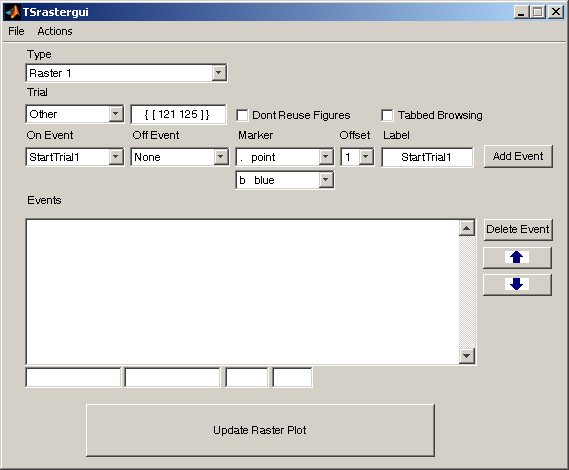 TSrastergui
File Actions
Type
Raster 1
Trial
Other { [ 121 125 ] } Dont Reuse Figures Tabbed Browsing
On Event Off Event Marker Offset Label
StartTrial1 None . point 1 StartTrial1 Add Event
b blue
Events
Delete Event
Update Raster Plot